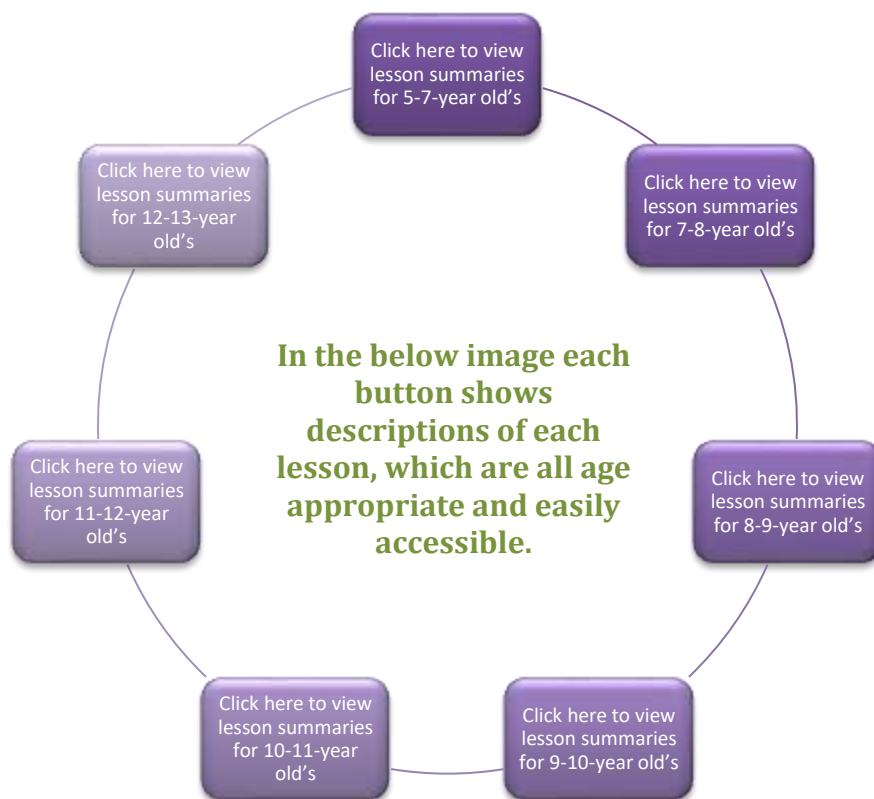 Click here to view
lesson summaries
for 5-7-year old’s
Click here to view
lesson summaries
for 7-8-year old’s
Click here to view
lesson summaries
for 8-9-year old’s
Click here to view
lesson summaries
for 9-10-year old’s
Click here to view
lesson summaries
for 10-11-year
old’s
Click here to view
lesson summaries
for 11-12-year
old’s
Click here to view
lesson summaries
for 12-13-year
old’s
In the below image each
button shows
descriptions of each
lesson, which are all age
appropriate and easily
accessible.